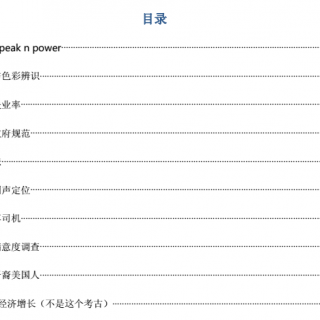 目录
peak n power
色彩辨识
业率
府规范
声定位
司机
意度调查
裔美国人
经济增长（不是这个考古）